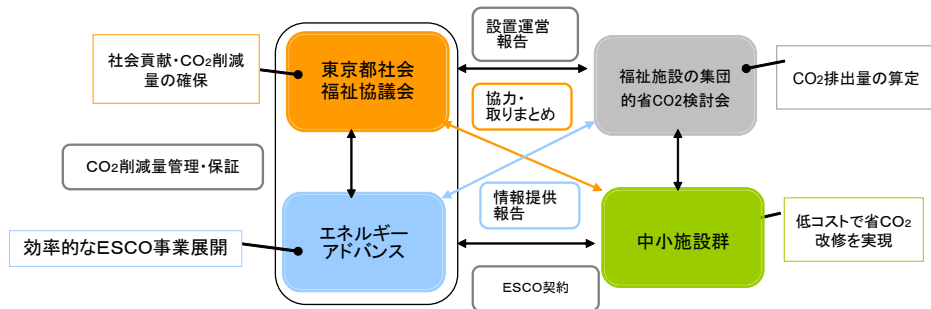 設置運営
報告
社会貢献・CO2削減
量の確保
東京都社会
福祉協議会
福祉施設の集団
的省CO2検討会
CO2排出量の算定
協力・
取りまとめ
CO2削減量管理・保証
情報提供
報告
エネルギー
アドバンス
中小施設群
低コストで省CO2
改修を実現
効率的なESCO事業展開
ESCO契約